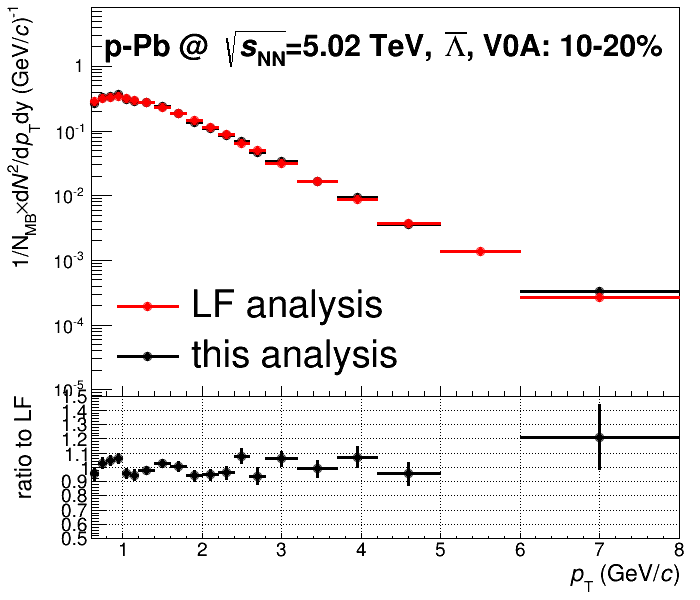 p-Pb @ √sNN=5.02 TeV, Λ̅, V0A: 10-20%
1/NMB×dN²/dpTdy (GeV/c)⁻¹
1
10⁻¹
10⁻²
10⁻³
10⁻⁴
10⁻⁵
LF analysis
this analysis
ratio to LF
1.5
1.4
1.3
1.2
1.1
1
0.9
0.8
0.7
0.6
0.5
1 2 3 4 5 6 7 8
pT (GeV/c)